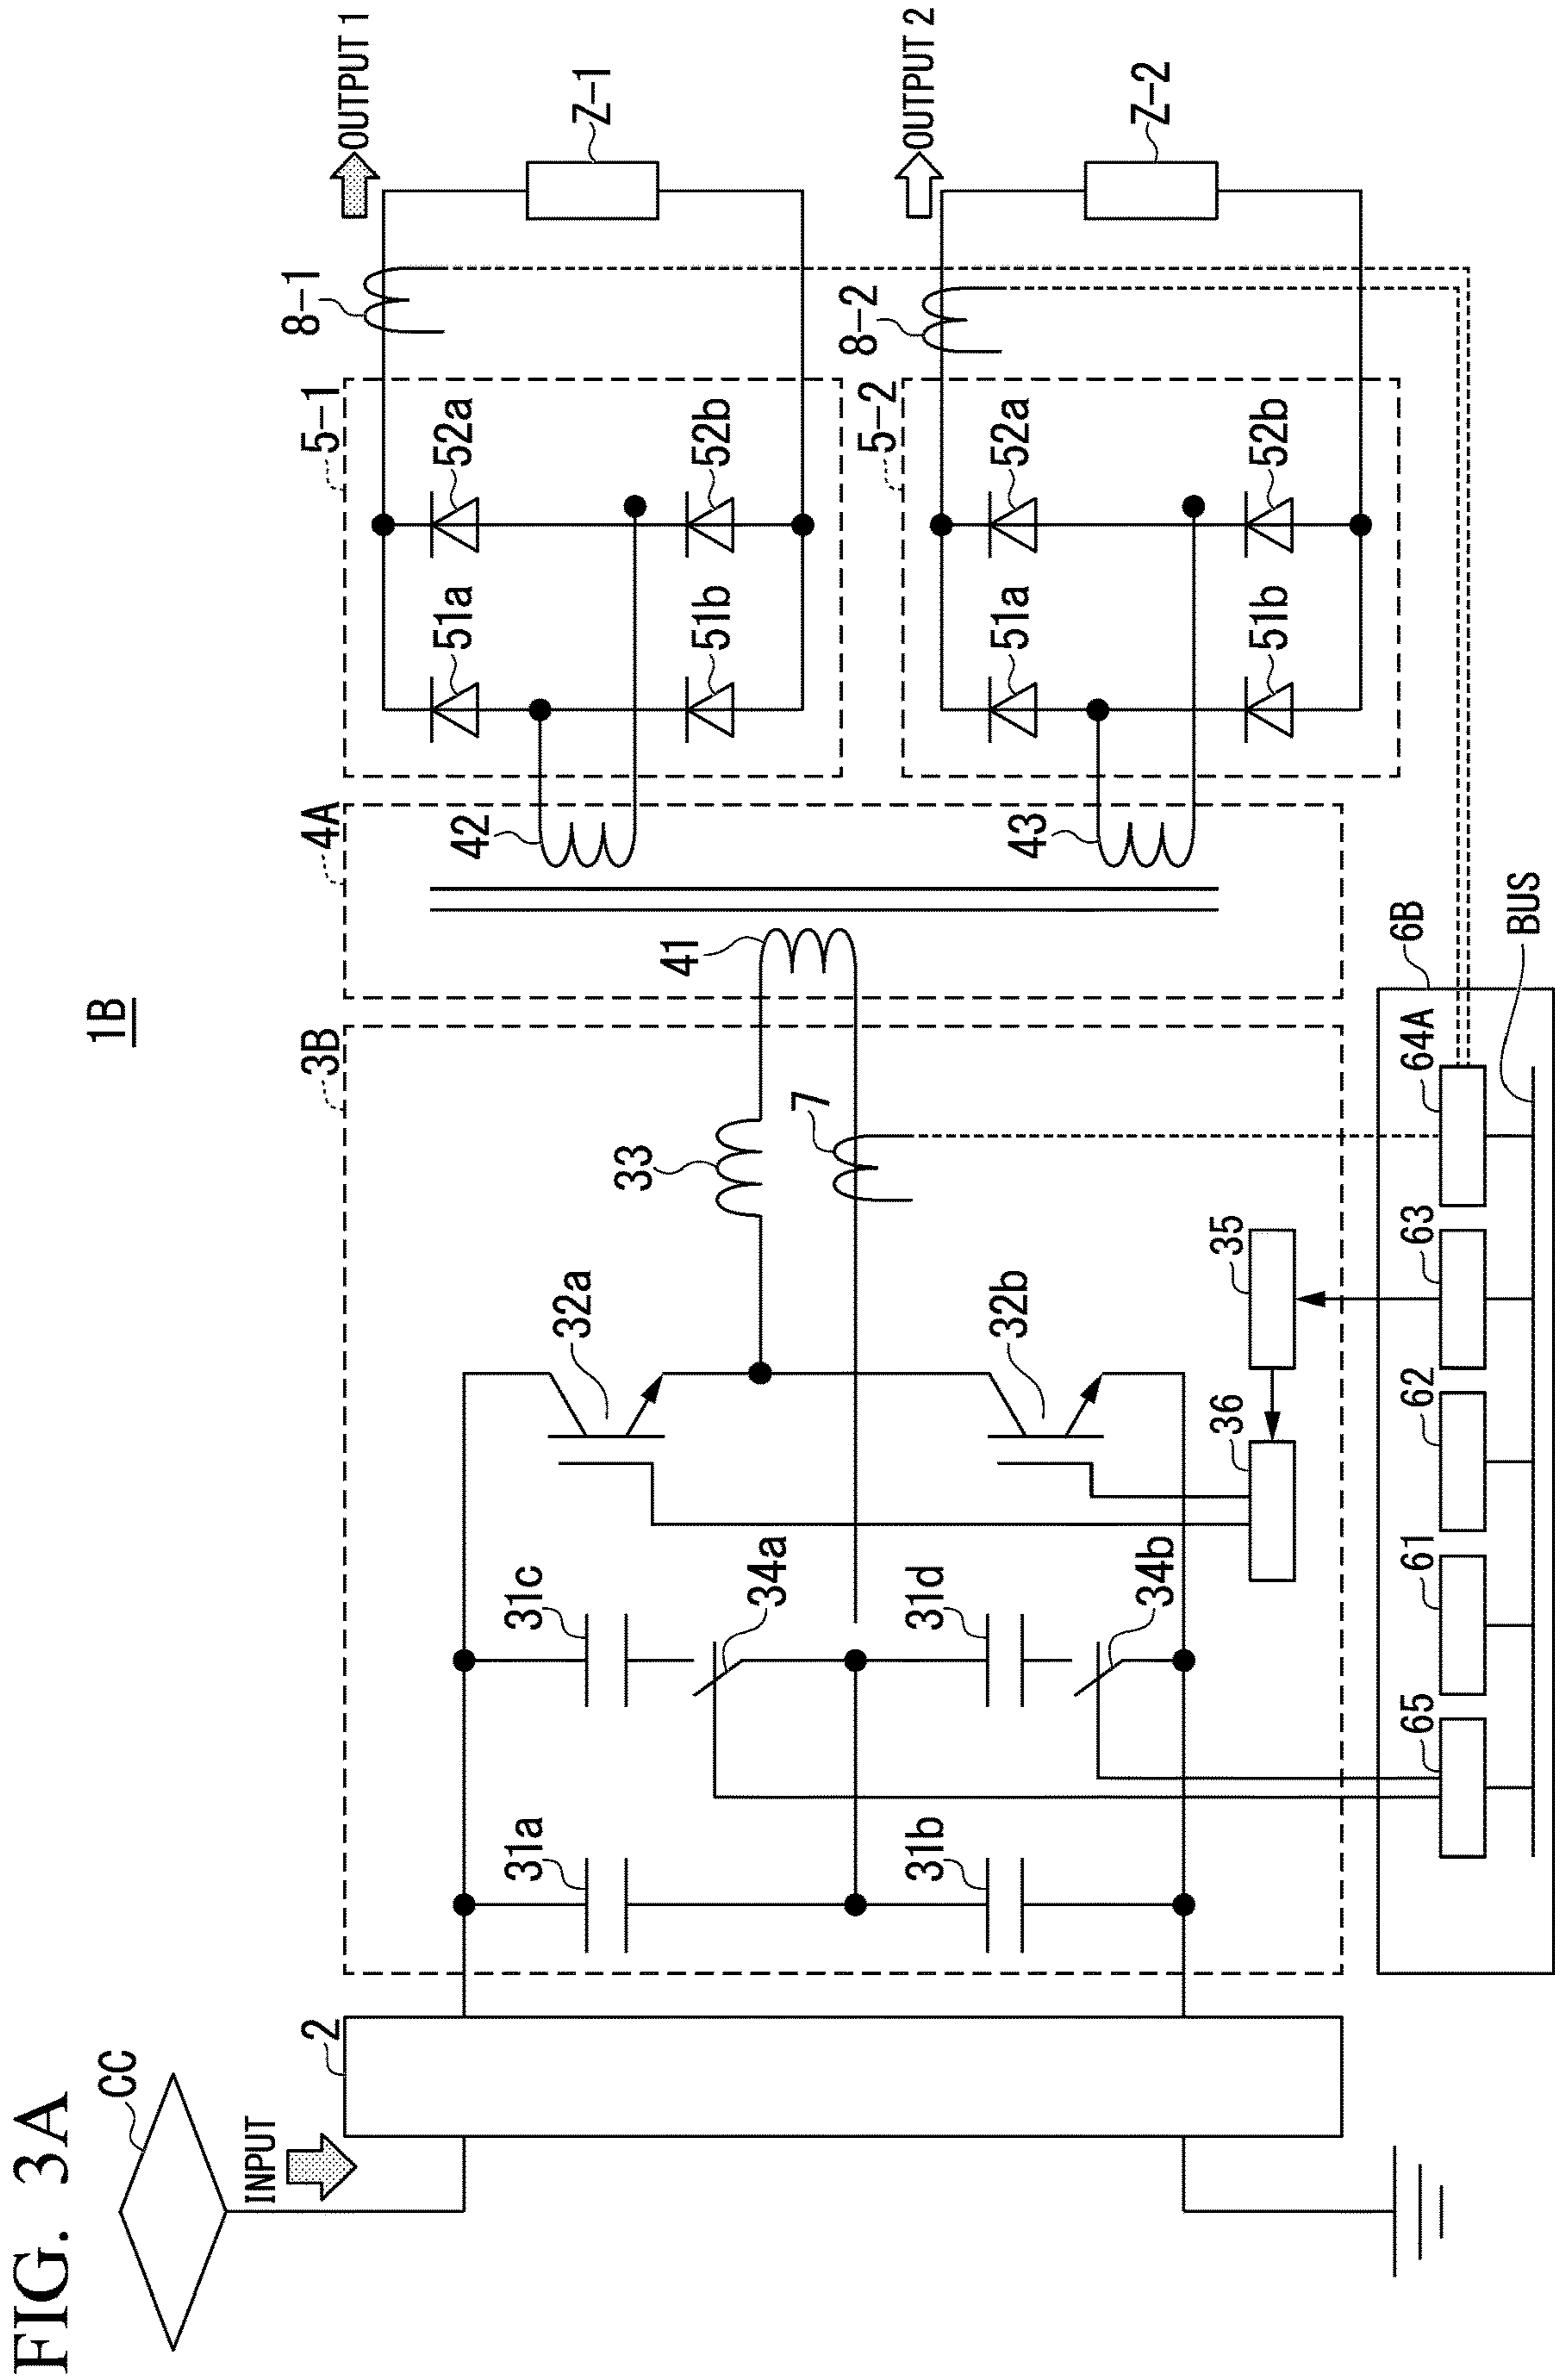 FIG. 3A
1B
CC
INPUT
2
3B
31a
31c
32a
33
34a
7
31b
31d
32b
34b
36
35
4A
41
42
43
5-1
51a
52a
51b
52b
8-1
OUTPUT 1
Z-1
5-2
51a
52a
51b
52b
8-2
OUTPUT 2
Z-2
65
61
62
63
64A
6B
BUS